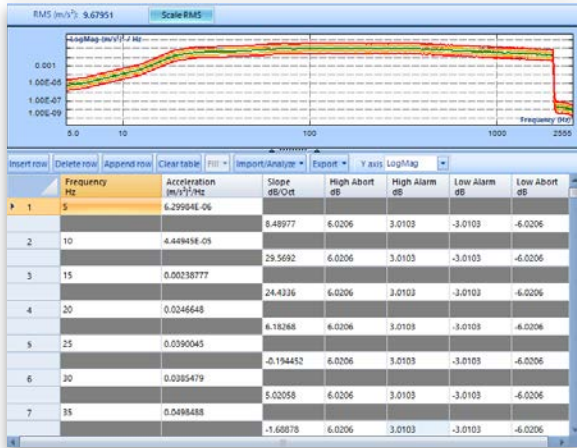 RMS (m/s²): 9.67951 Scale RMS
LogMag (m/s²)² / Hz
0.001
1.00E-05
1.00E-07
1.00E-09
Frequency (Hz)
5.0 10 100 1000 2565
Insert row Delete row Append row Clear table Fill Import/Analyze Export Y axis LogMag
Frequency Acceleration Slope High Abort High Alarm Low Alarm Low Abort
Hz (m/s²)²/Hz dB/Oct dB dB dB dB
1 5 6.29984E-06
8.48977 6.0206 3.0103 -3.0103 -6.0206
2 10 4.44945E-05
29.5692 6.0206 3.0103 -3.0103 -6.0206
3 15 0.00238777
24.4336 6.0206 3.0103 -3.0103 -6.0206
4 20 0.0246648
6.18268 6.0206 3.0103 -3.0103 -6.0206
5 25 0.0390045
-0.194452 6.0206 3.0103 -3.0103 -6.0206
6 30 0.0385479
5.02058 6.0206 3.0103 -3.0103 -6.0206
7 35 0.0498488
-1.68878 6.0206 3.0103 -3.0103 -6.0206